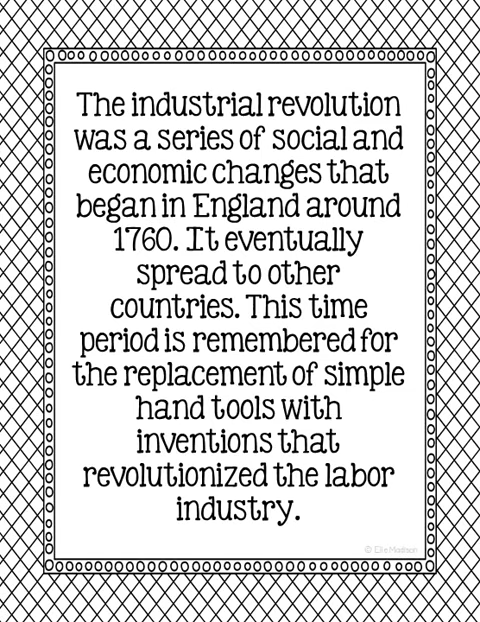 The industrial revolution
was a series of social and
economic changes that
began in England around
1760. It eventually
spread to other
countries. This time
period is remembered for
the replacement of simple
hand tools with
inventions that
revolutionized the labor
industry.
© Elle Madison